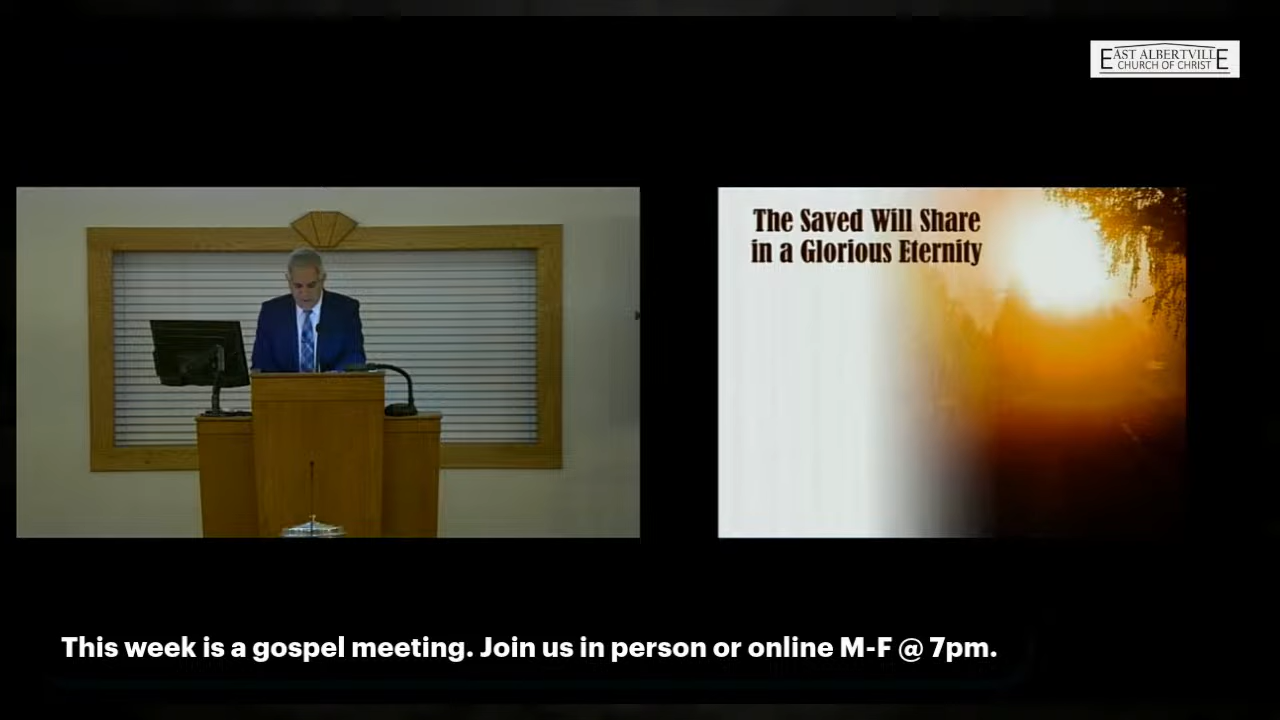 EAST ALBERTVILLE
CHURCH OF CHRIST
The Saved Will Share
in a Glorious Eternity
This week is a gospel meeting. Join us in person or online M-F @ 7pm.